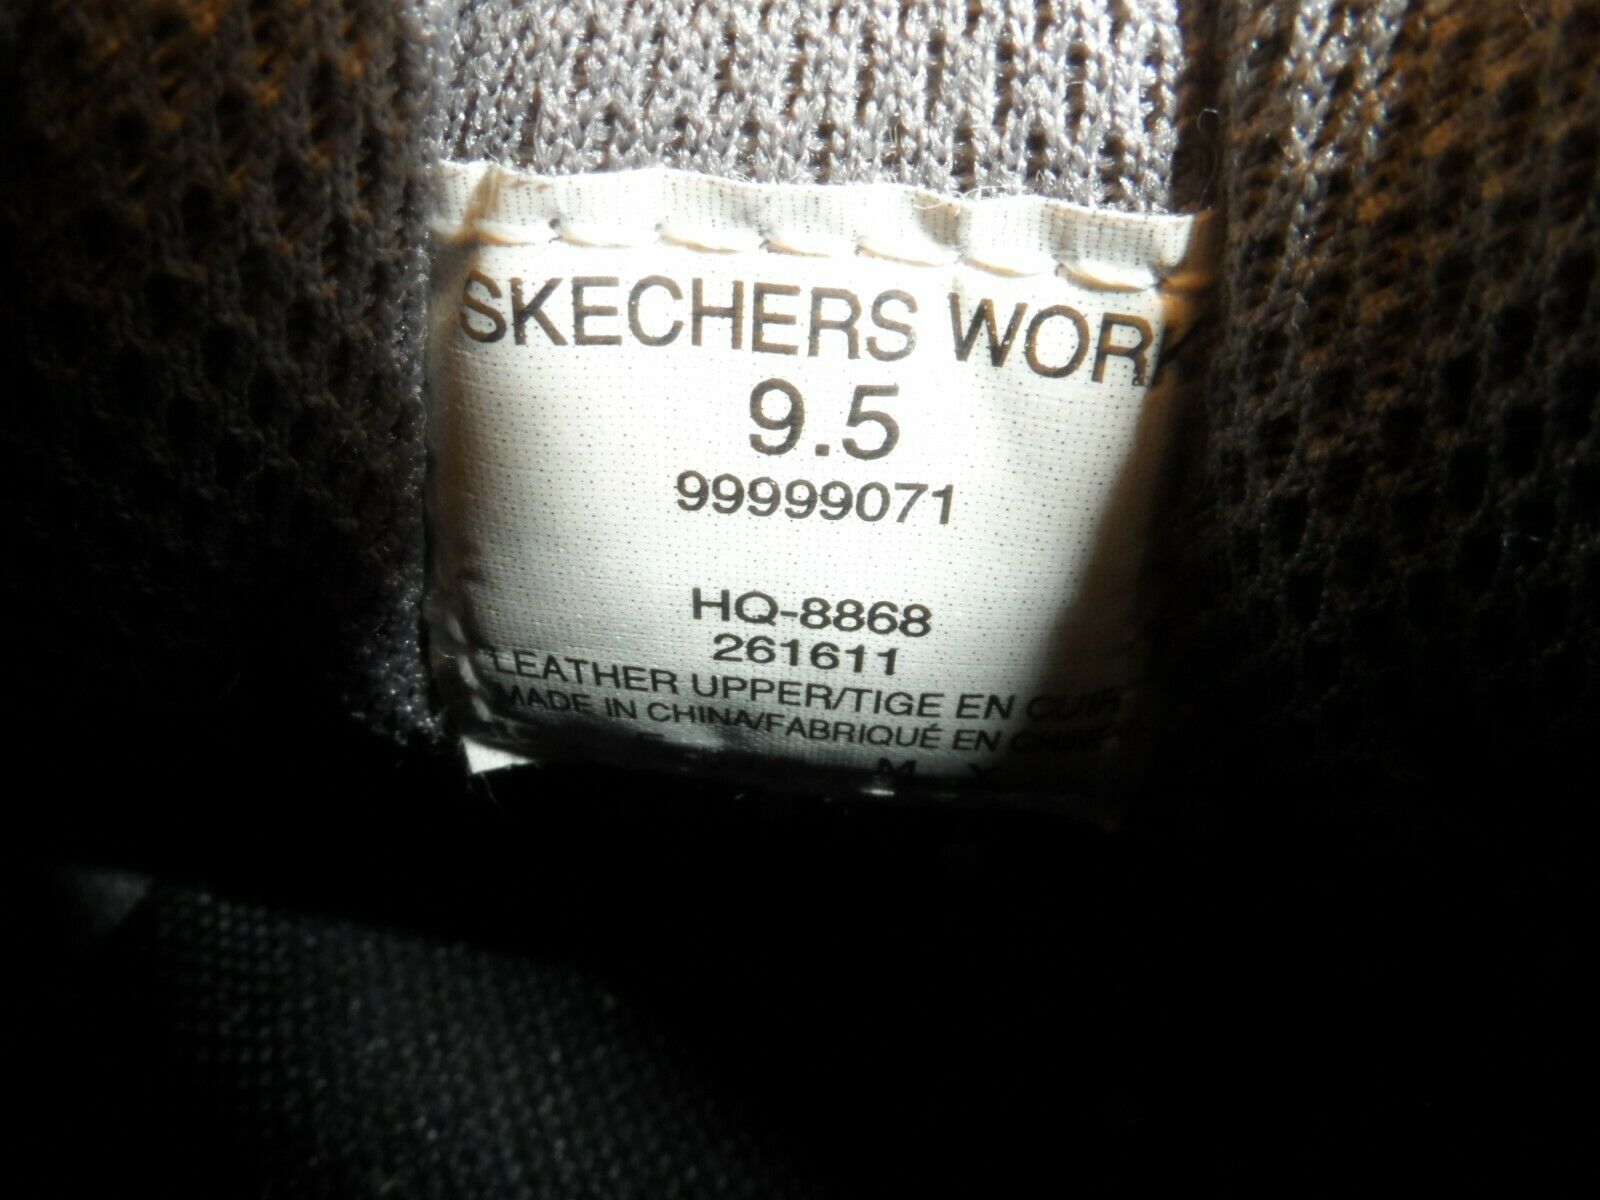 SKECHERS WORK
9.5
99999071
HQ-8868
261611
LEATHER UPPER/TIGE EN CUIR
MADE IN CHINA/FABRIQUÉ EN CHINE